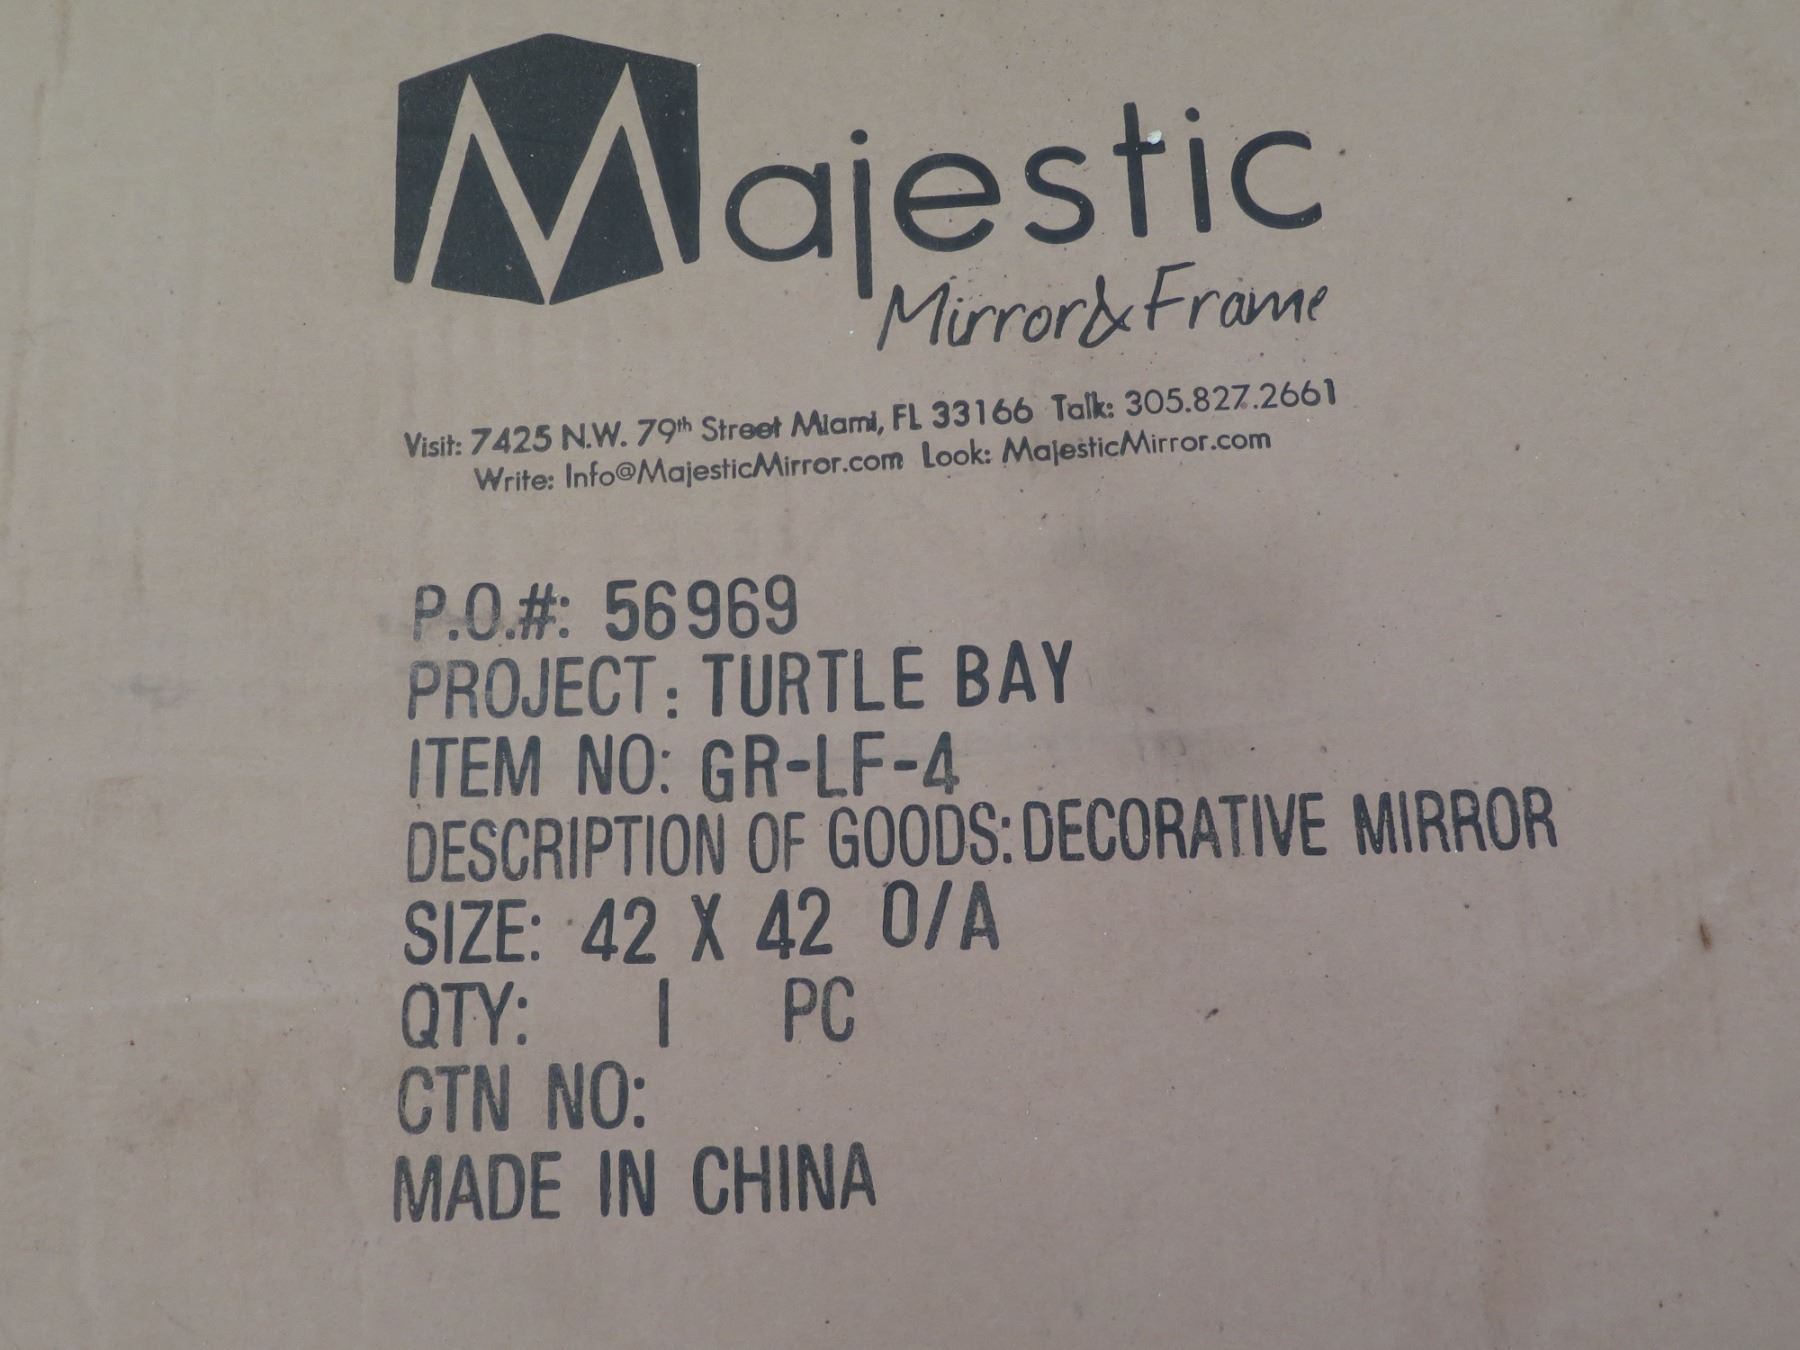 Majestic
Mirror & Frame
Visit: 7425 N.W. 79th Street Miami, FL 33166 Talk: 305.827.2661
Write: Info@MajesticMirror.com Look: MajesticMirror.com
P.O.#: 56969
PROJECT: TURTLE BAY
ITEM NO: GR-LF-4
DESCRIPTION OF GOODS: DECORATIVE MIRROR
SIZE: 42 X 42 O/A
QTY: 1 PC
CTN NO:
MADE IN CHINA